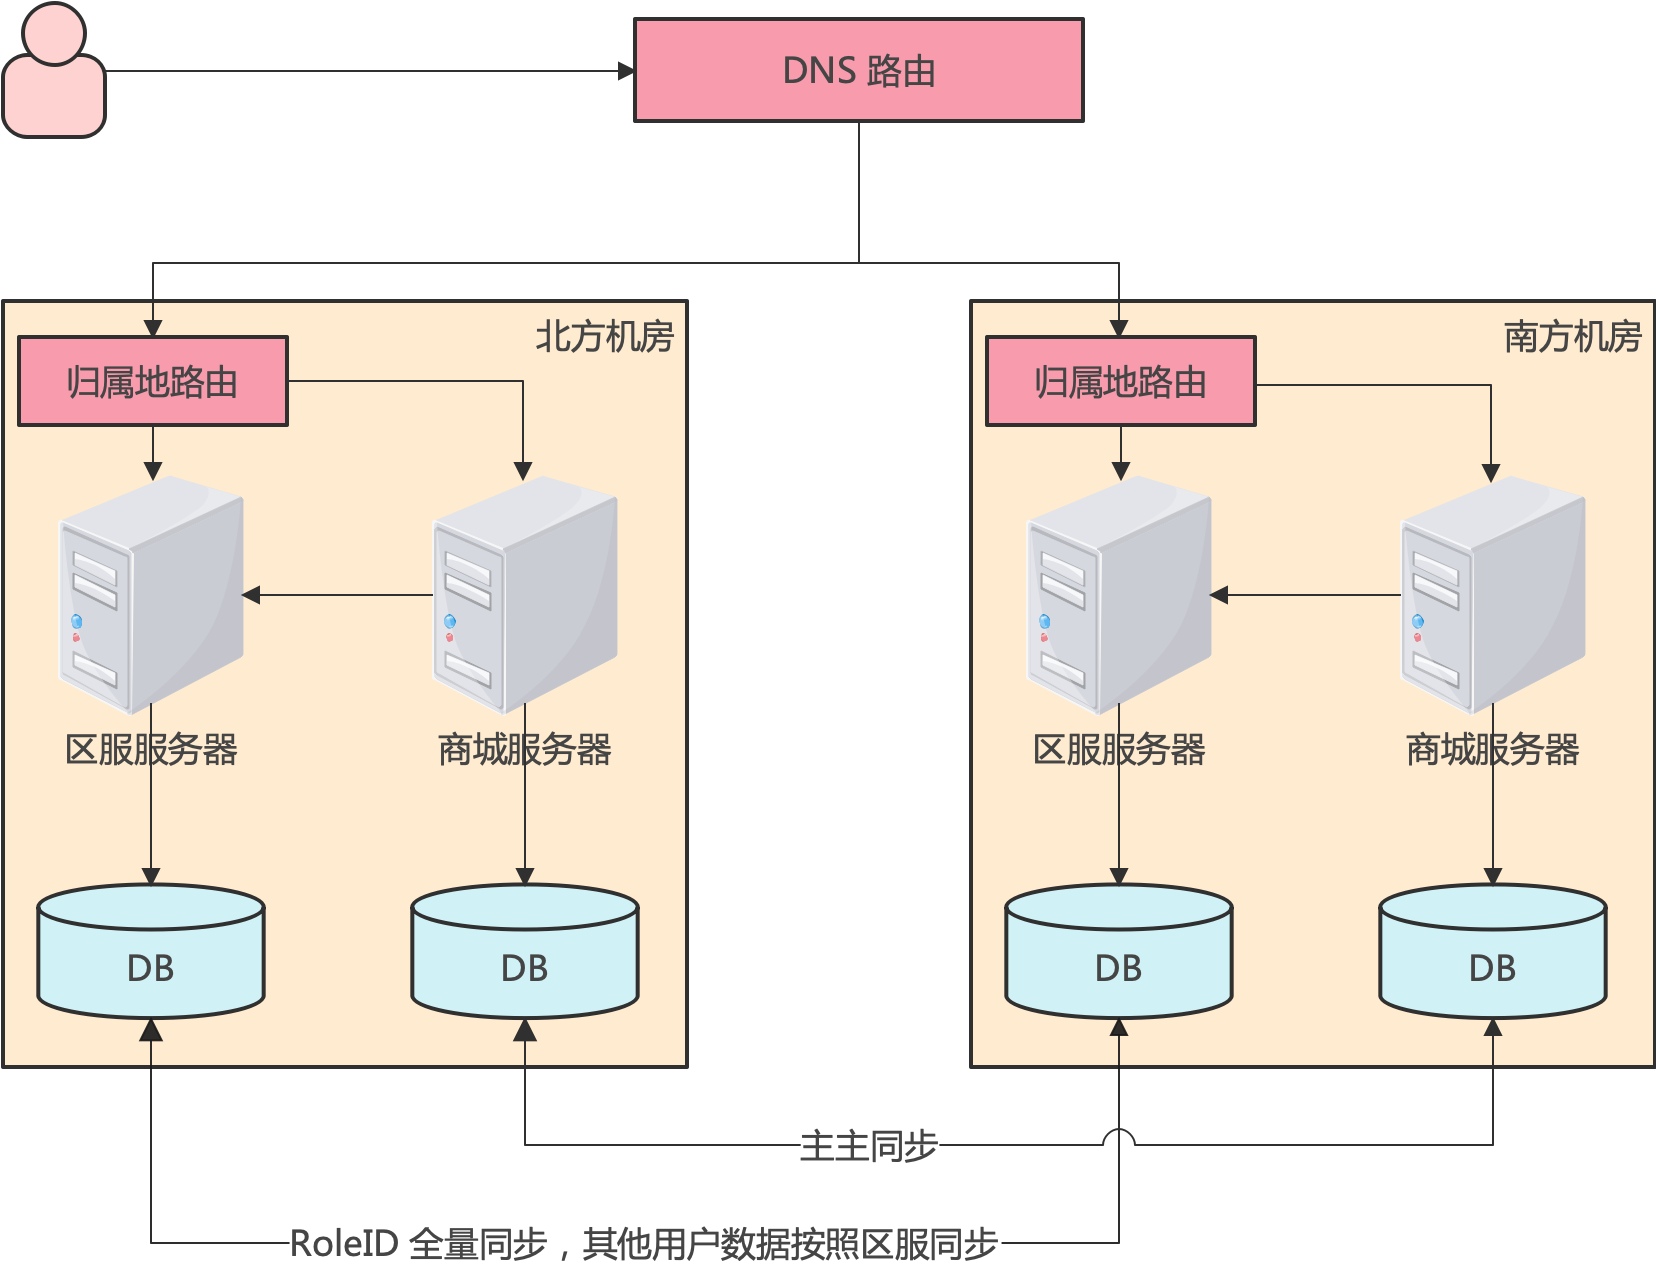 DNS 路由
北方机房
南方机房
归属地路由
归属地路由
区服服务器
商城服务器
区服服务器
商城服务器
DB
DB
DB
DB
主主同步
RoleID 全量同步，其他用户数据按照区服同步